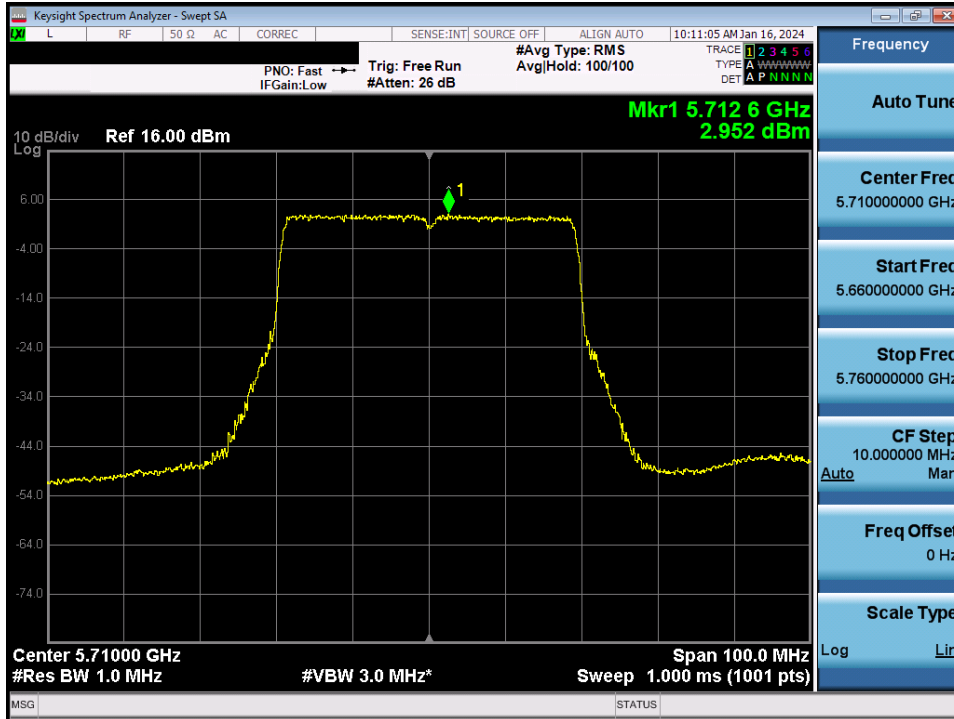 Keysight Spectrum Analyzer - Swept SA
LXI L RF 50 Ω AC CORREC SENSE:INT SOURCE OFF ALIGN AUTO 10:11:05 AM Jan 16, 2024
#Avg Type: RMS TRACE 1 2 3 4 5 6
PNO: Fast Trig: Free Run Avg|Hold: 100/100 TYPE A WWWWW
IFGain:Low #Atten: 26 dB DET A P N N N N
Mkr1 5.712 6 GHz
10 dB/div Ref 16.00 dBm 2.952 dBm
Log
1
6.00
-4.00
-14.0
-24.0
-34.0
-44.0
-54.0
-64.0
-74.0
Center 5.71000 GHz Span 100.0 MHz
#Res BW 1.0 MHz #VBW 3.0 MHz* Sweep 1.000 ms (1001 pts)
MSG STATUS
Frequency
Auto Tune
Center Freq
5.710000000 GHz
Start Freq
5.660000000 GHz
Stop Freq
5.760000000 GHz
CF Step
10.000000 MHz
Auto Man
Freq Offset
0 Hz
Scale Type
Log Lin